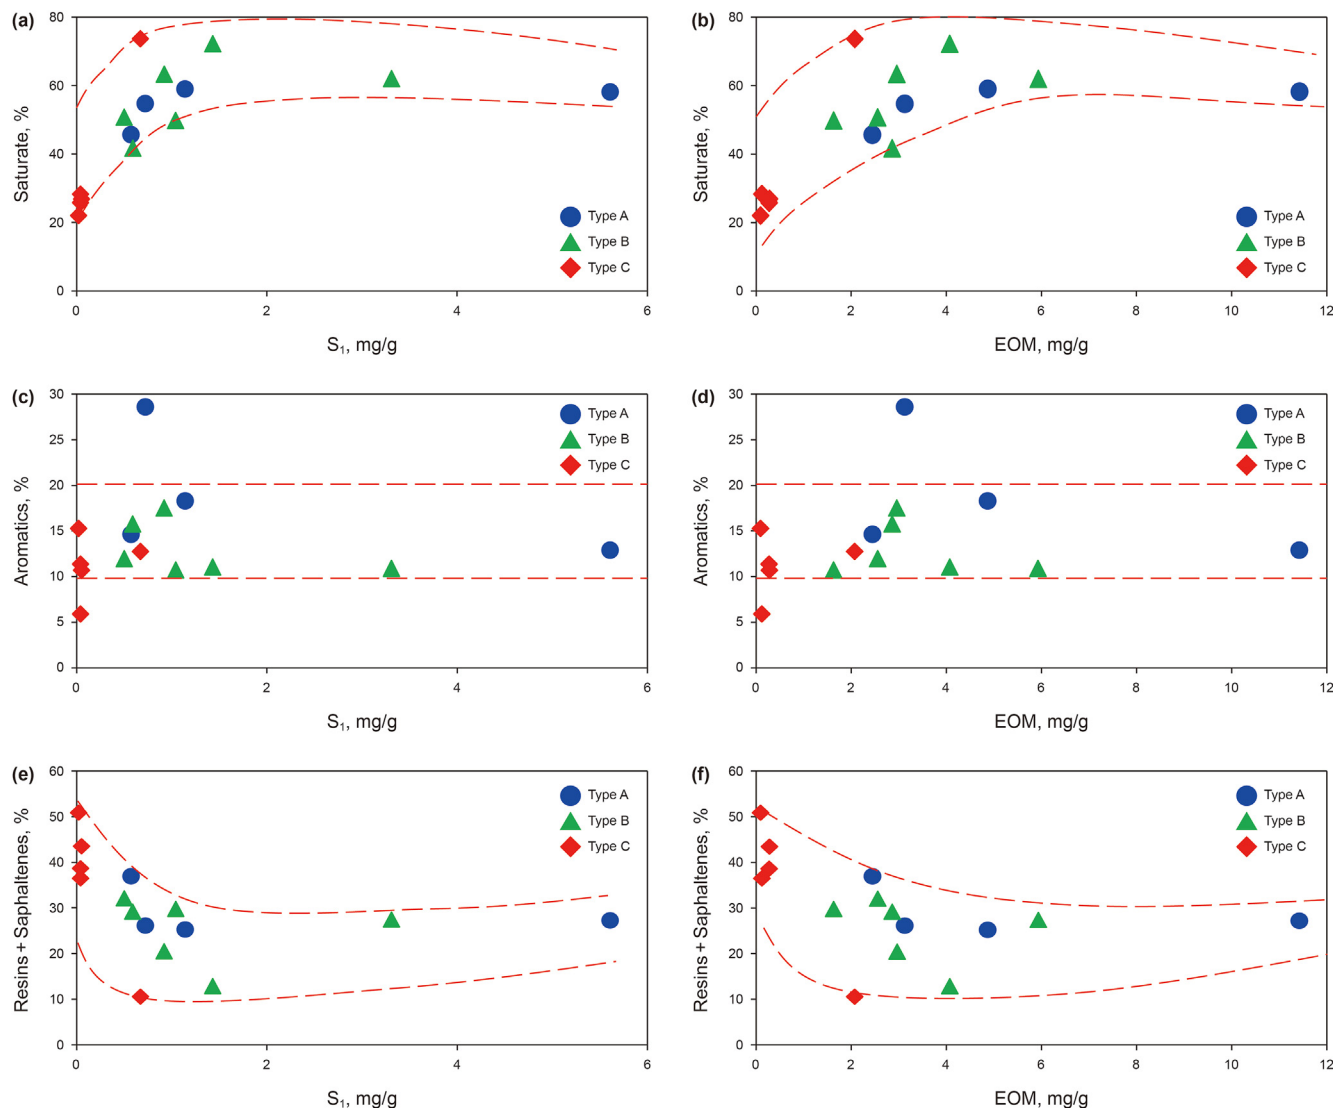 (a)
80
60
40
20
0
Saturate, %
Type A
Type B
Type C
0 2 4 6
S₁, mg/g
(b)
80
60
40
20
0
Saturate, %
Type A
Type B
Type C
0 2 4 6 8 10 12
EOM, mg/g
(c)
30
25
20
15
10
5
0
Aromatics, %
Type A
Type B
Type C
0 2 4 6
S₁, mg/g
(d)
30
25
20
15
10
5
0
Aromatics, %
Type A
Type B
Type C
0 2 4 6 8 10 12
EOM, mg/g
(e)
60
50
40
30
20
10
0
Resins + Saphaltenes, %
Type A
Type B
Type C
0 2 4 6
S₁, mg/g
(f)
60
50
40
30
20
10
0
Resins + Saphaltenes, %
Type A
Type B
Type C
0 2 4 6 8 10 12
EOM, mg/g